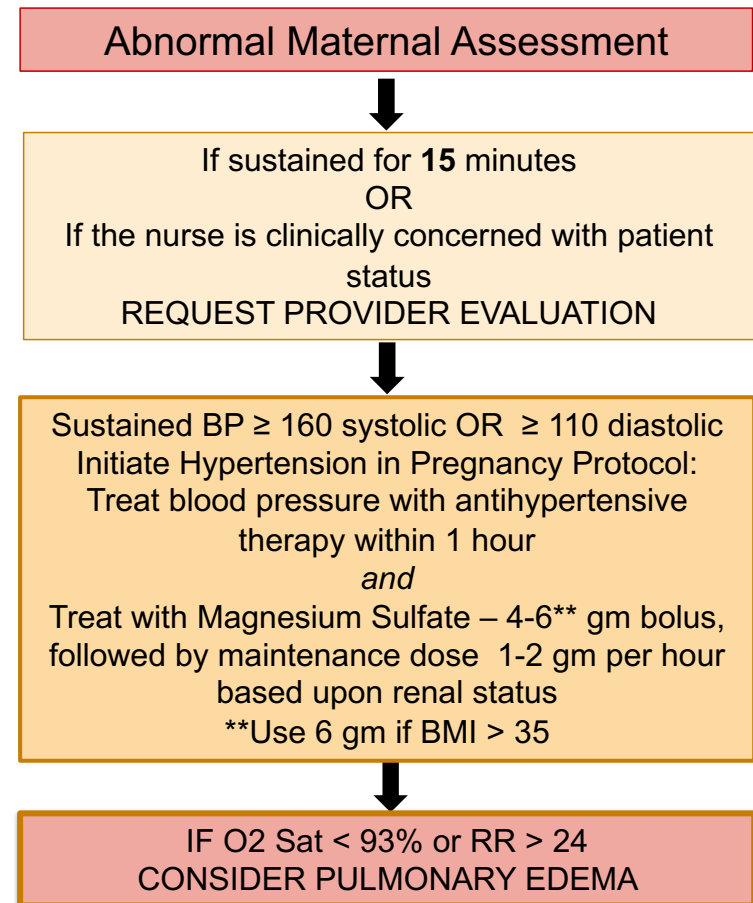 Abnormal Maternal Assessment
If sustained for 15 minutes
OR
If the nurse is clinically concerned with patient
status
REQUEST PROVIDER EVALUATION
Sustained BP ≥ 160 systolic OR ≥ 110 diastolic
Initiate Hypertension in Pregnancy Protocol:
Treat blood pressure with antihypertensive
therapy within 1 hour
and
Treat with Magnesium Sulfate – 4-6** gm bolus,
followed by maintenance dose 1-2 gm per hour
based upon renal status
**Use 6 gm if BMI > 35
IF O2 Sat < 93% or RR > 24
CONSIDER PULMONARY EDEMA